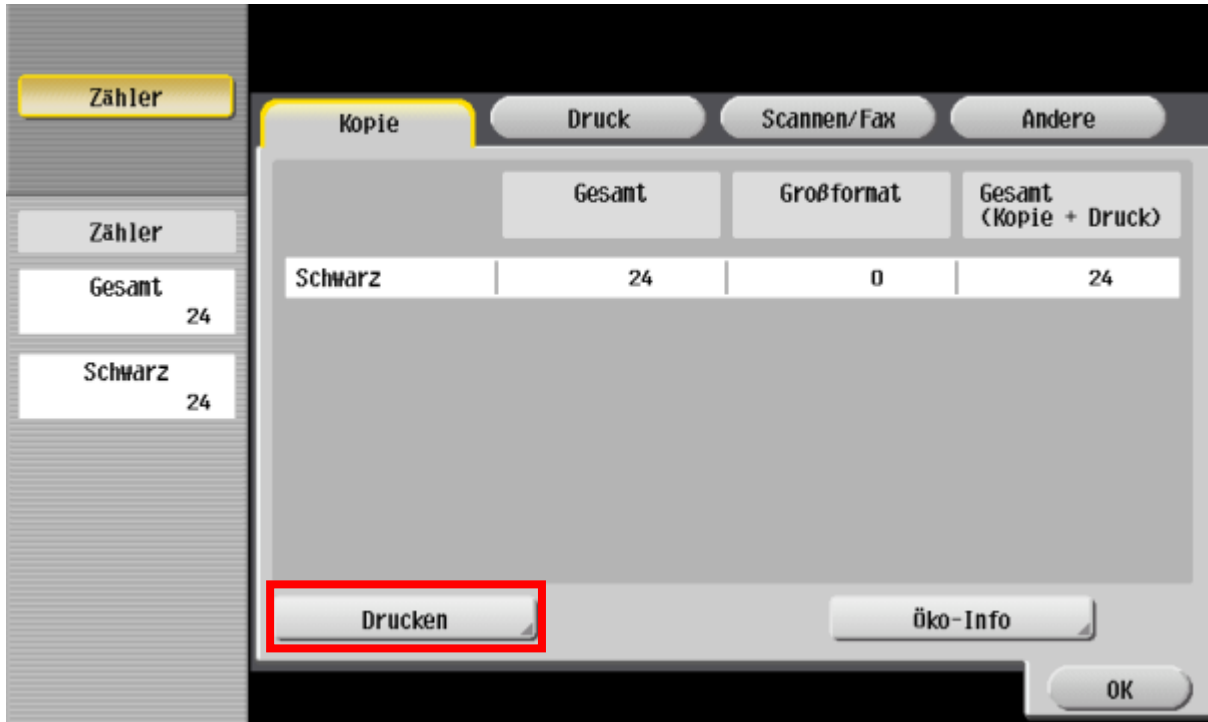 Zähler
Kopie
Druck
Scannen/Fax
Andere
Zähler
Gesamt
24
Schwarz
24
Gesamt
Großformat
Gesamt
(Kopie + Druck)
Schwarz
24
0
24
Drucken
Öko-Info
OK